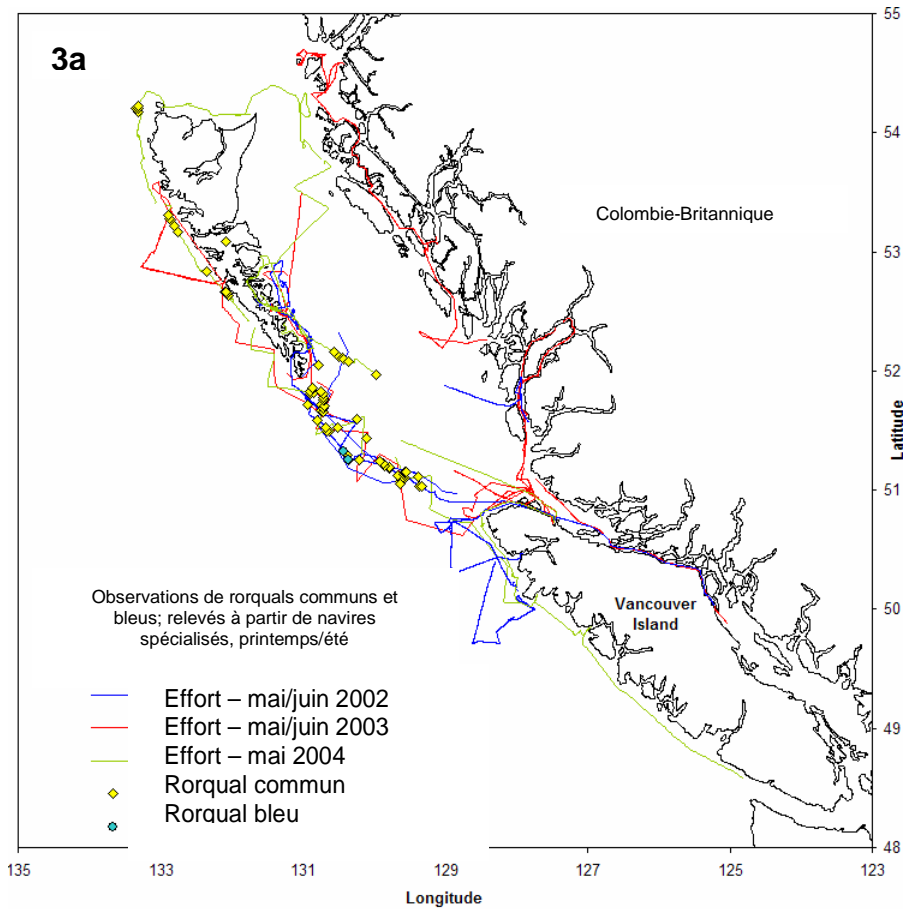 3a
55
54
53
52
51
50
49
48
Latitude
Colombie-Britannique
Vancouver
Island
Observations de rorquals communs et
bleus; relevés à partir de navires
spécialisés, printemps/été
Effort – mai/juin 2002
Effort – mai/juin 2003
Effort – mai 2004
Rorqual commun
Rorqual bleu
135
133
131
129
127
125
123
Longitude